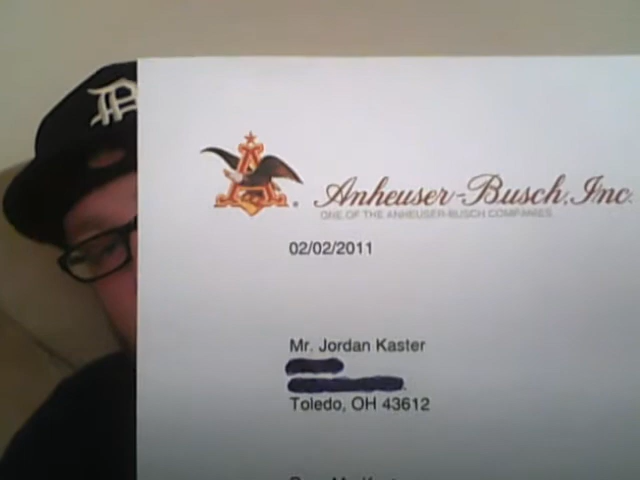 D
Anheuser-Busch, Inc.
ONE OF THE ANHEUSER-BUSCH COMPANIES
02/02/2011
Mr. Jordan Kaster
Toledo, OH 43612